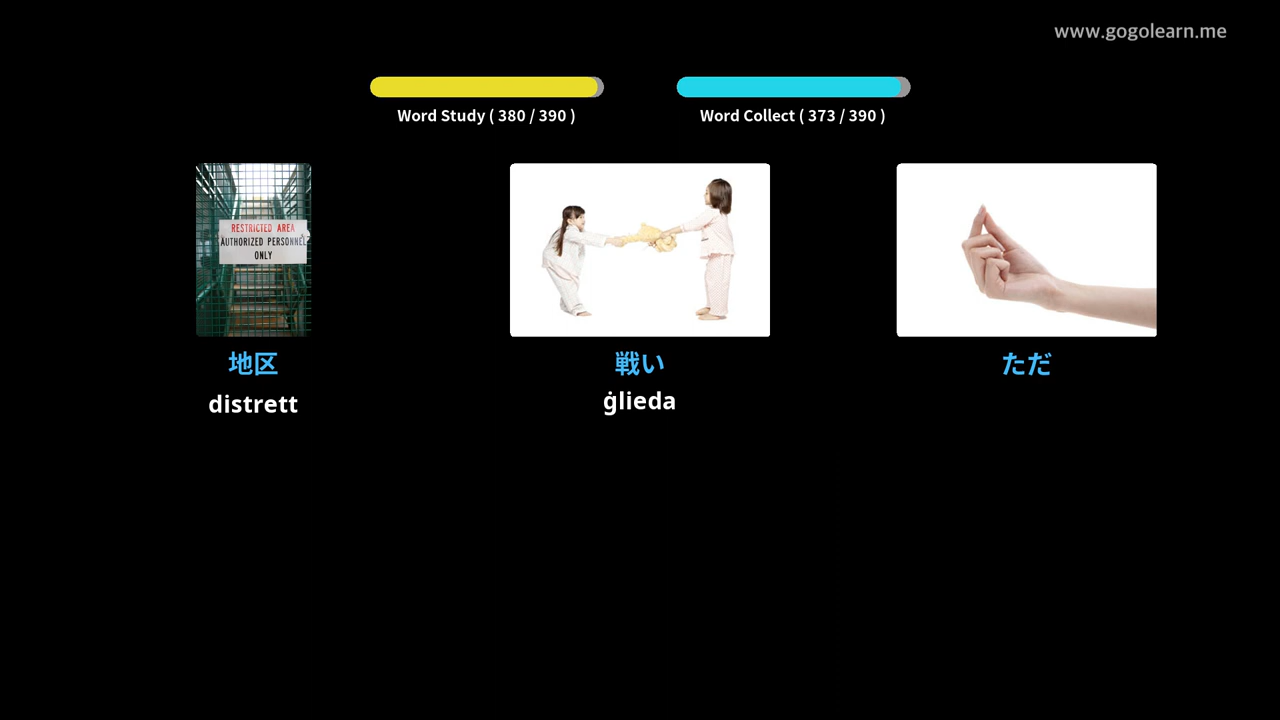 www.gogolearn.me
Word Study ( 380 / 390 )
Word Collect ( 373 / 390 )
RESTRICTED AREA
AUTHORIZED PERSONNEL
ONLY
地区
戦い
ただ
distrett
ġlieda